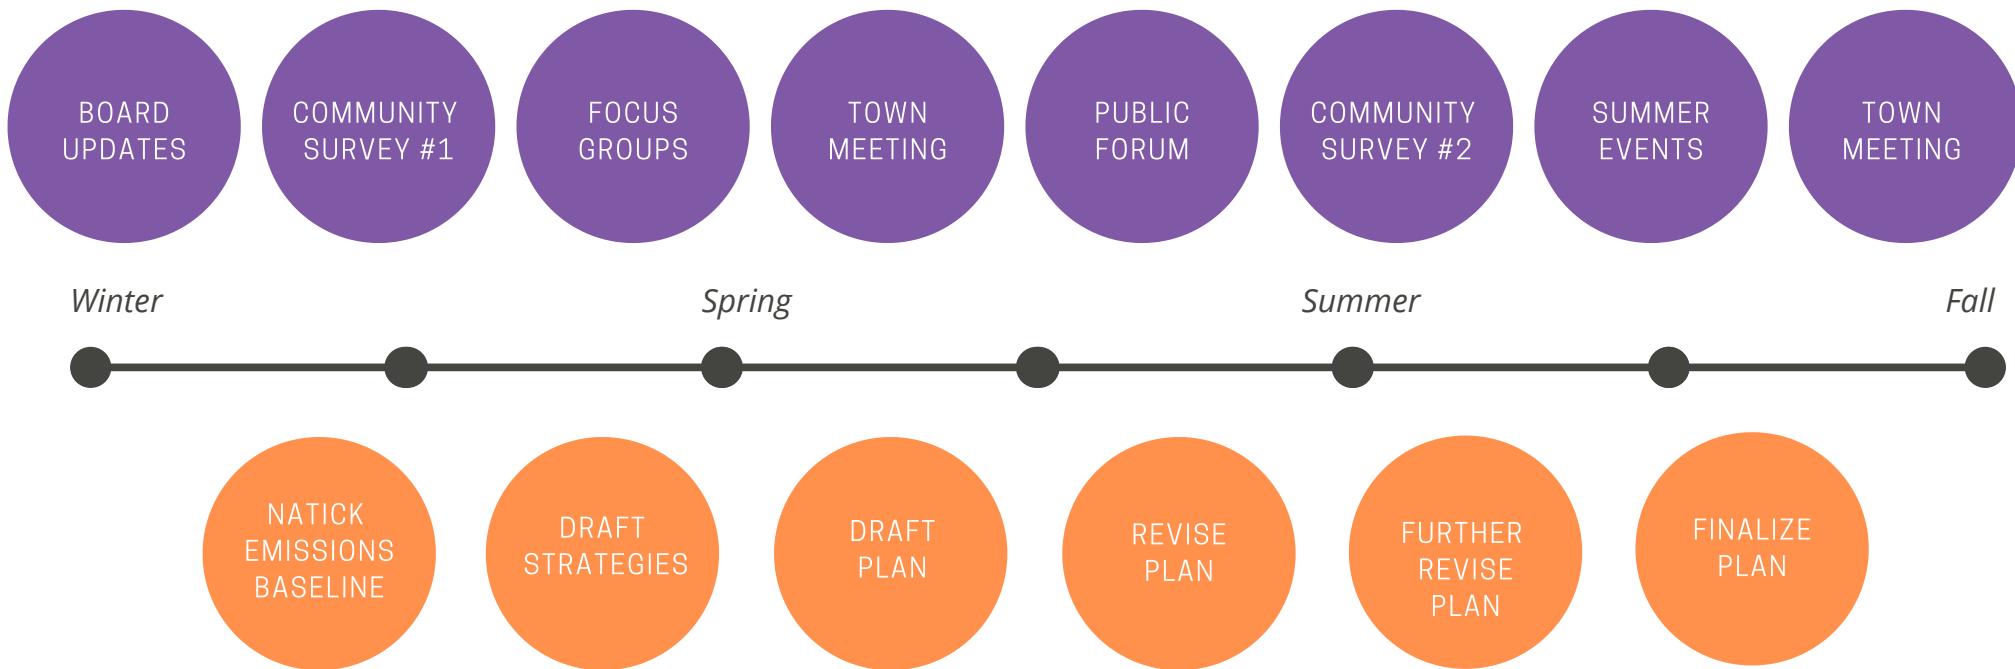 BOARD
UPDATES
COMMUNITY
SURVEY #1
FOCUS
GROUPS
TOWN
MEETING
PUBLIC
FORUM
COMMUNITY
SURVEY #2
SUMMER
EVENTS
TOWN
MEETING
Winter
Spring
Summer
Fall
NATICK
EMISSIONS
BASELINE
DRAFT
STRATEGIES
DRAFT
PLAN
REVISE
PLAN
FURTHER
REVISE
PLAN
FINALIZE
PLAN